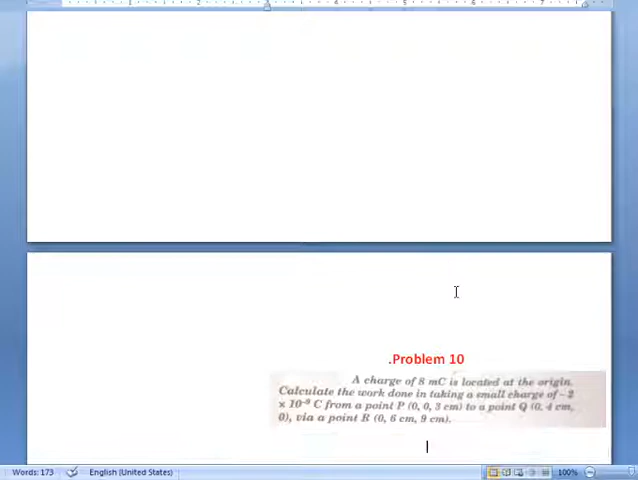 .Problem 10
A charge of 8 mC is located at the origin.
Calculate the work done in taking a small charge of – 2
× 10⁻⁹ C from a point P (0, 0, 3 cm) to a point Q (0, 4 cm,
0), via a point R (0, 6 cm, 9 cm).
Words: 173 English (United States) 100%